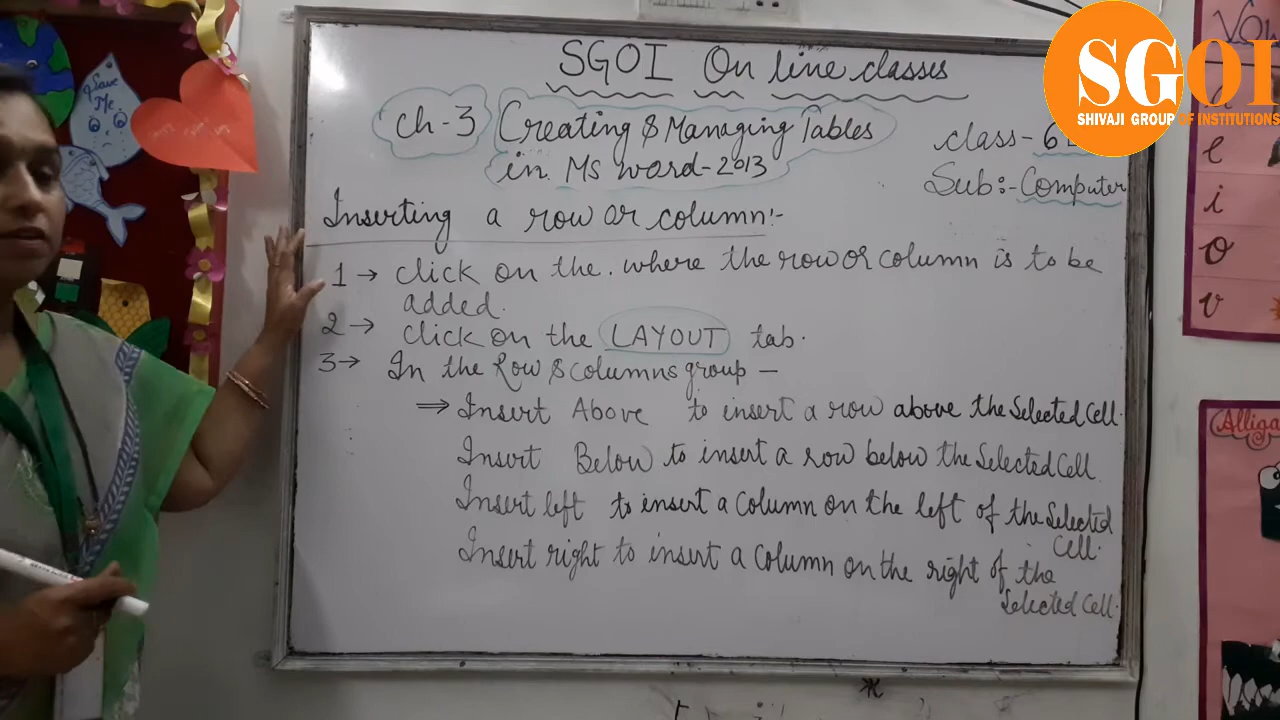 SGOI On line classes
SGOI
SHIVAJI GROUP OF INSTITUTIONS
Save Me
Ch-3 Creating & Managing Tables
in Ms word-2013
class- 6
Sub:- Computer
Inserting a row or column:-
1 → click on the. where the row or column is to be
added.
2 → click on the LAYOUT tab.
3 → In the Row & columns group —
⇒ Insert Above to insert a row above the Selected Cell.
Insert Below to insert a row below the Selected Cell
Insert left to insert a Column on the left of the Selected
Cell.
Insert right to insert a Column on the right of the
Selected Cell.
e
i
o
Alliga